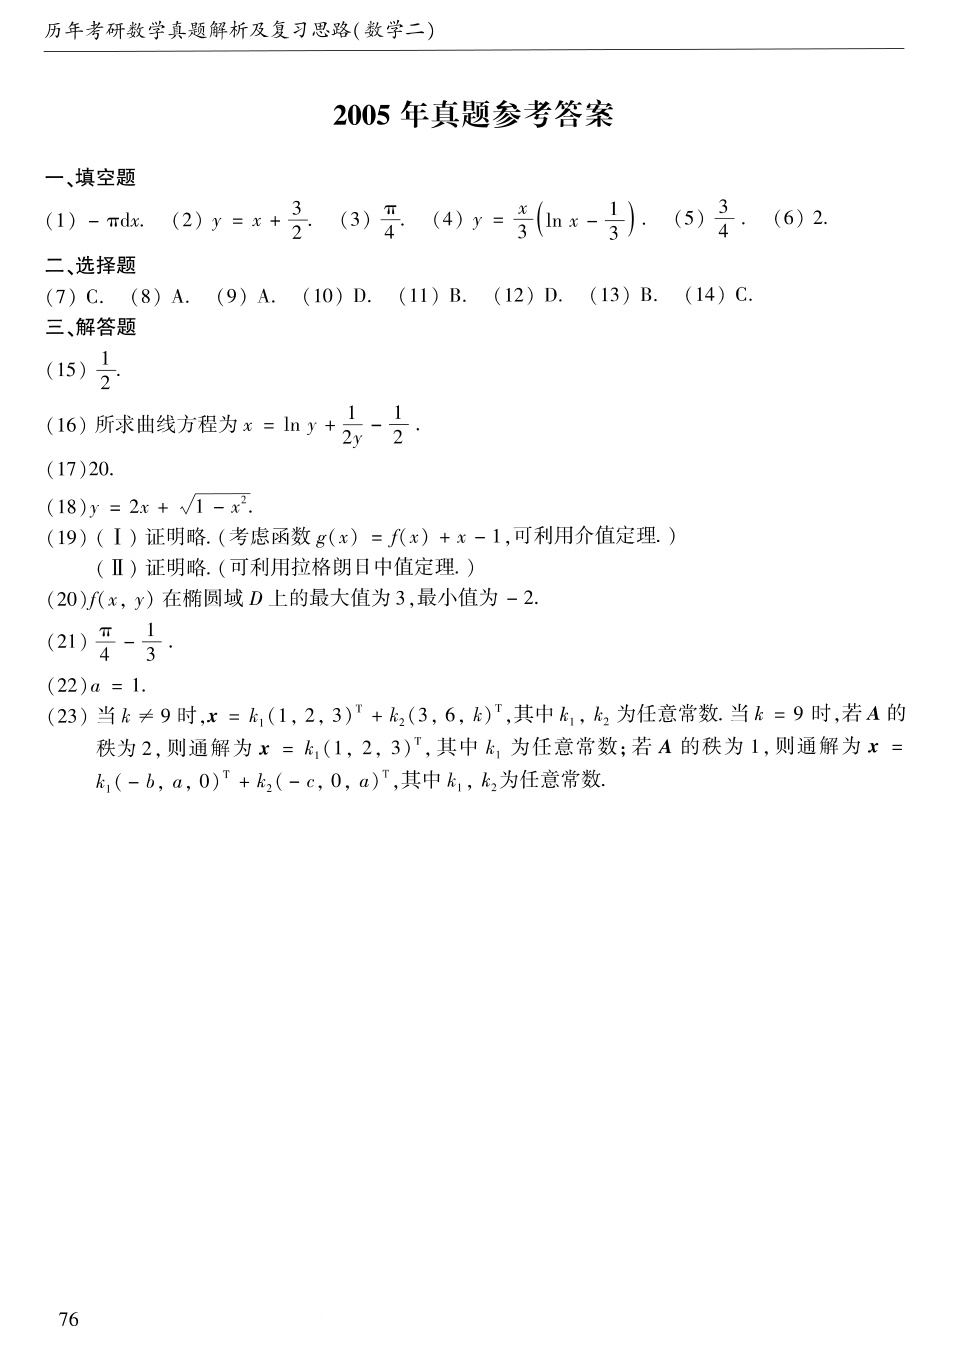 历年考研数学真题解析及复习思路(数学二)
2005 年真题参考答案
一、填空题
(1) －πdx. (2) y = x + 3/2. (3) π/4. (4) y = x/3(ln x － 1/3). (5) 3/4. (6) 2.
二、选择题
(7) C. (8) A. (9) A. (10) D. (11) B. (12) D. (13) B. (14) C.
三、解答题
(15) 1/2.
(16) 所求曲线方程为 x = ln y + 1/2y － 1/2.
(17)20.
(18)y = 2x + √(1 － x²).
(19) (Ⅰ) 证明略. (考虑函数 g(x) = f(x) + x － 1,可利用介值定理. )
(Ⅱ) 证明略. (可利用拉格朗日中值定理. )
(20)f(x, y) 在椭圆域 D 上的最大值为 3,最小值为 － 2.
(21) π/4 － 1/3.
(22)a = 1.
(23) 当 k ≠ 9 时,x = k₁(1, 2, 3)ᵀ + k₂(3, 6, k)ᵀ,其中 k₁, k₂ 为任意常数. 当 k = 9 时,若 A 的
秩为 2, 则通解为 x = k₁(1, 2, 3)ᵀ, 其中 k₁ 为任意常数; 若 A 的秩为 1, 则通解为 x =
k₁(－ b, a, 0)ᵀ + k₂(－ c, 0, a)ᵀ,其中 k₁, k₂为任意常数.
76